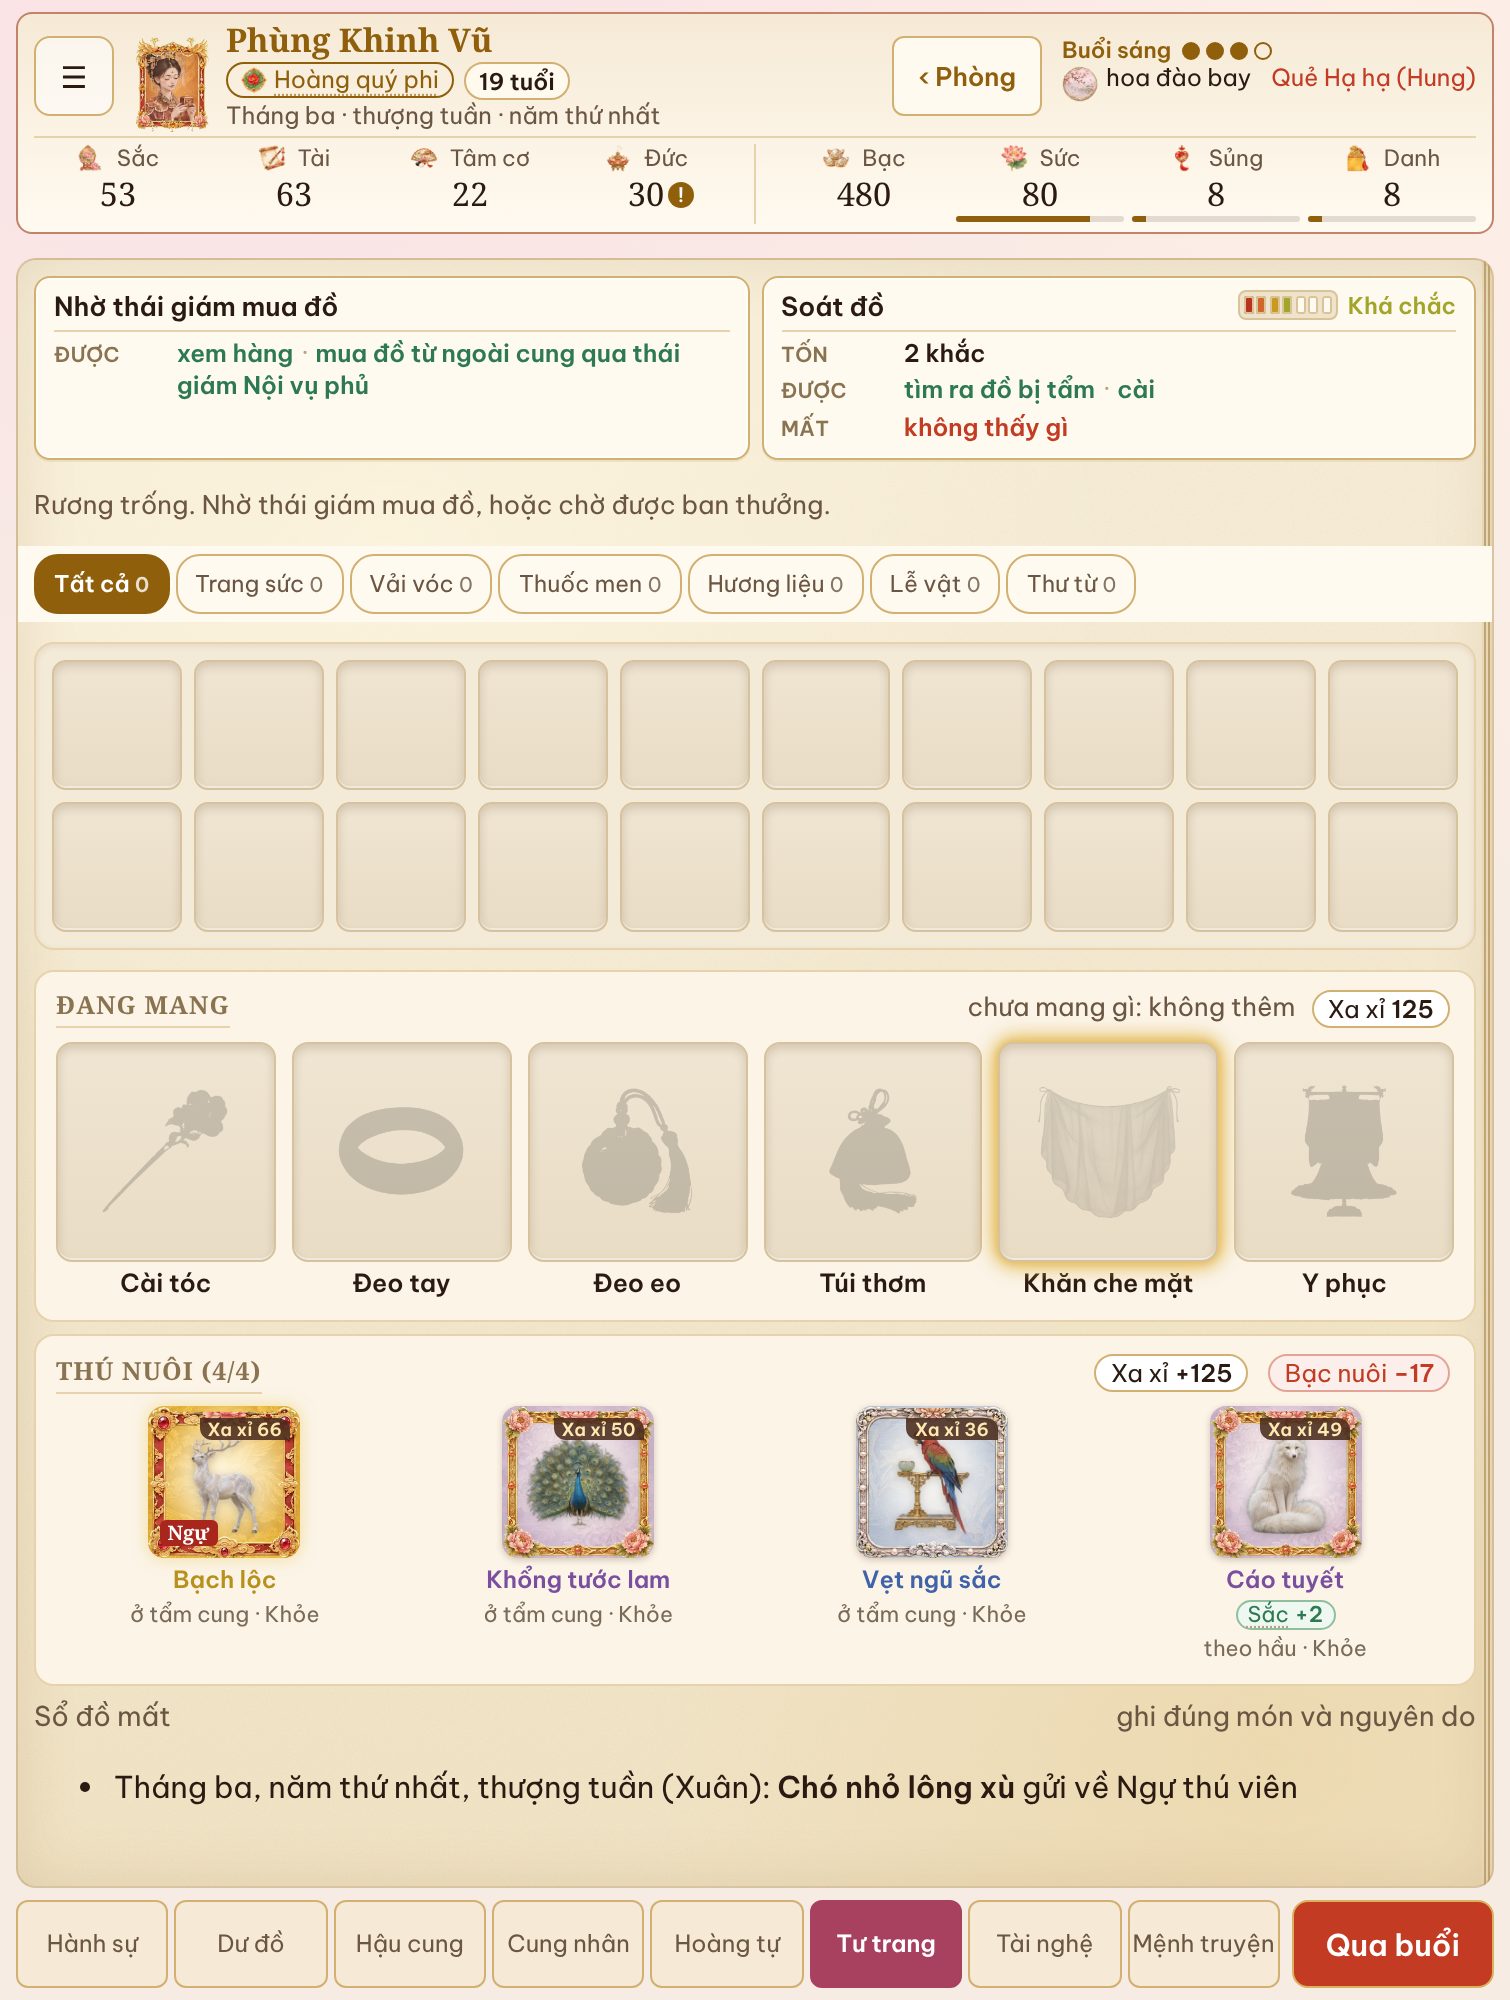 ☰
Phùng Khinh Vũ
Hoàng quý phi
19 tuổi
Tháng ba · thượng tuần · năm thứ nhất
‹ Phòng
Buổi sáng
hoa đào bay
Quẻ Hạ hạ (Hung)
Sắc
Tài
Tâm cơ
Đức
Bạc
Sức
Sủng
Danh
53
63
22
30 !
480
80
8
8
Nhờ thái giám mua đồ
ĐƯỢC xem hàng · mua đồ từ ngoài cung qua thái
giám Nội vụ phủ
Soát đồ
Khá chắc
TỐN 2 khắc
ĐƯỢC tìm ra đồ bị tẩm · cài
MẤT không thấy gì
Rương trống. Nhờ thái giám mua đồ, hoặc chờ được ban thưởng.
Tất cả 0
Trang sức 0
Vải vóc 0
Thuốc men 0
Hương liệu 0
Lễ vật 0
Thư từ 0
ĐANG MANG
chưa mang gì: không thêm
Xa xỉ 125
Cài tóc
Đeo tay
Đeo eo
Túi thơm
Khăn che mặt
Y phục
THÚ NUÔI (4/4)
Xa xỉ +125
Bạc nuôi −17
Xa xỉ 66
Xa xỉ 50
Xa xỉ 36
Xa xỉ 49
Ngự
Bạch lộc
Khổng tước lam
Vẹt ngũ sắc
Cáo tuyết
ở tẩm cung · Khỏe
ở tẩm cung · Khỏe
ở tẩm cung · Khỏe
Sắc +2
theo hầu · Khỏe
Sổ đồ mất
ghi đúng món và nguyên do
• Tháng ba, năm thứ nhất, thượng tuần (Xuân): Chó nhỏ lông xù gửi về Ngự thú viên
Hành sự
Dư đồ
Hậu cung
Cung nhân
Hoàng tự
Tư trang
Tài nghệ
Mệnh truyện
Qua buổi